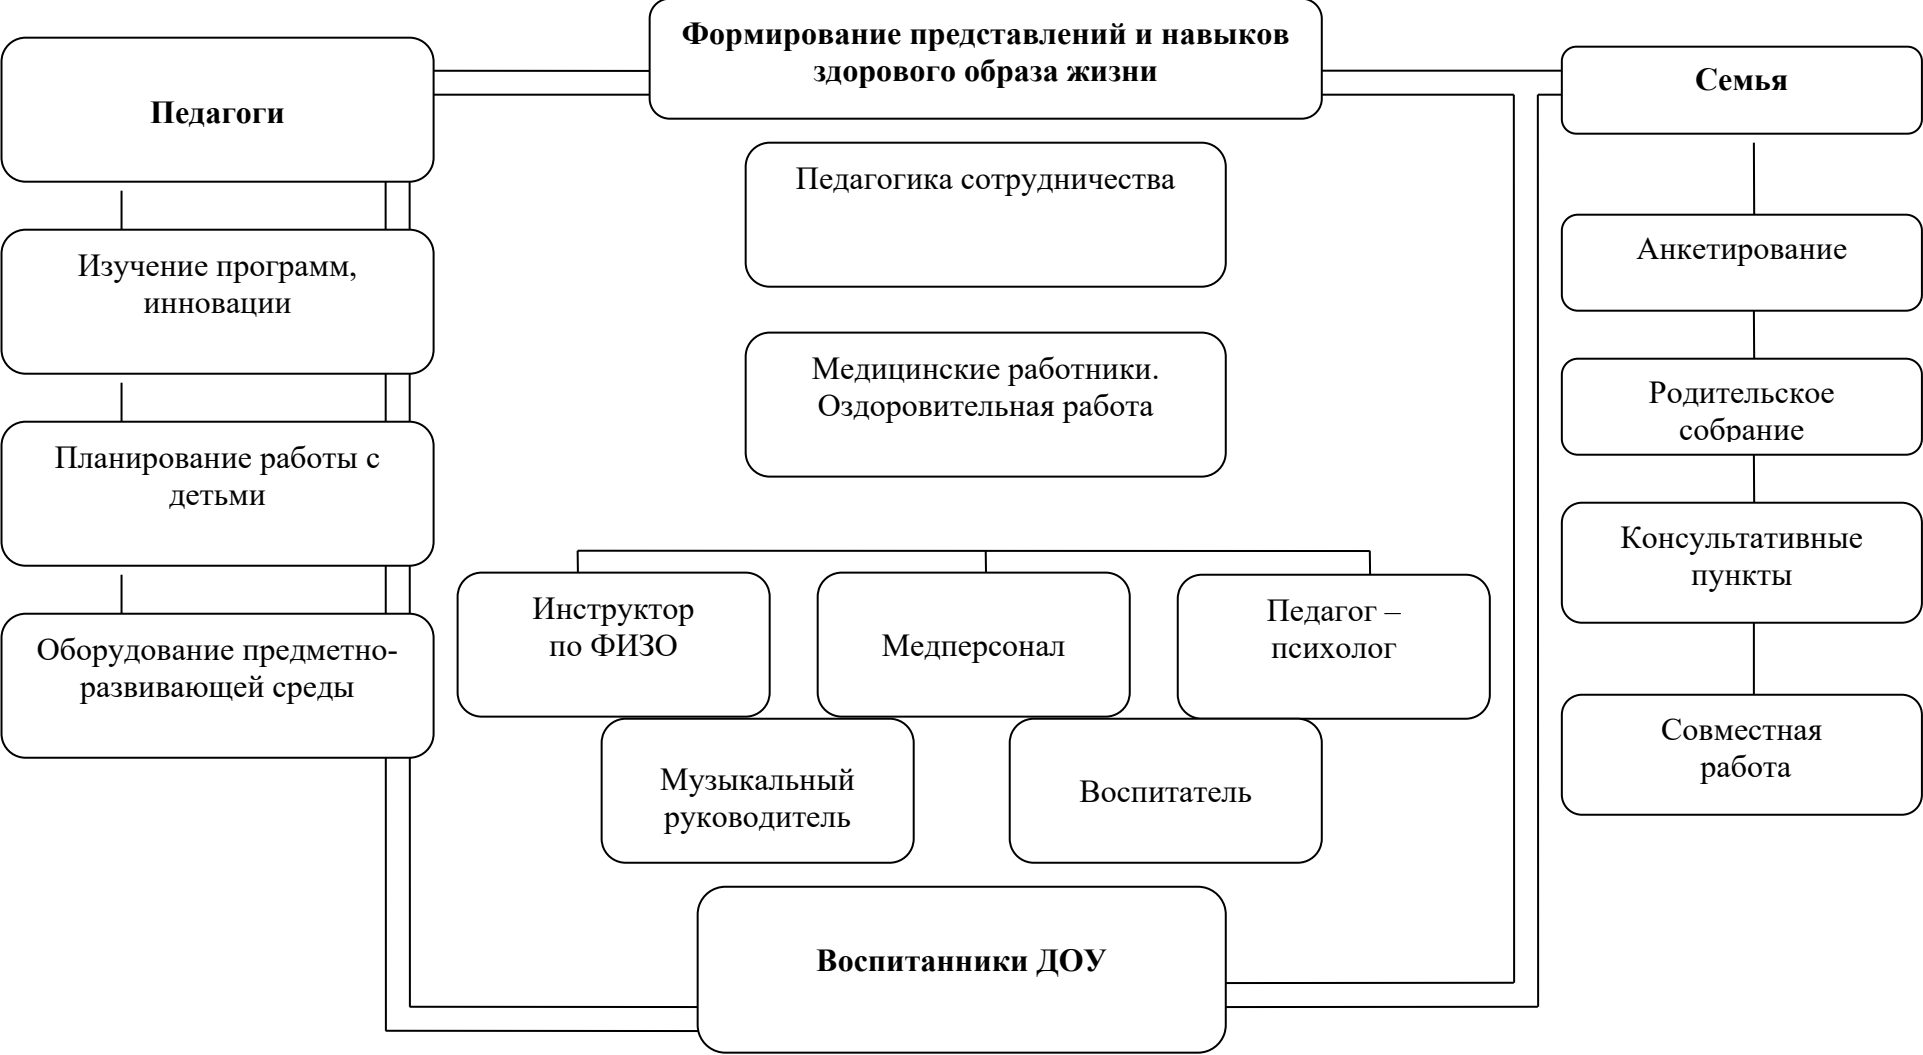 Формирование представлений и навыков
здорового образа жизни
Педагоги
Семья
Педагогика сотрудничества
Изучение программ,
инновации
Анкетирование
Медицинские работники.
Оздоровительная работа
Родительское
собрание
Планирование работы с
детьми
Консультативные
пункты
Инструктор
по ФИЗО
Медперсонал
Педагог –
психолог
Оборудование предметно-
развивающей среды
Совместная
работа
Музыкальный
руководитель
Воспитатель
Воспитанники ДОУ